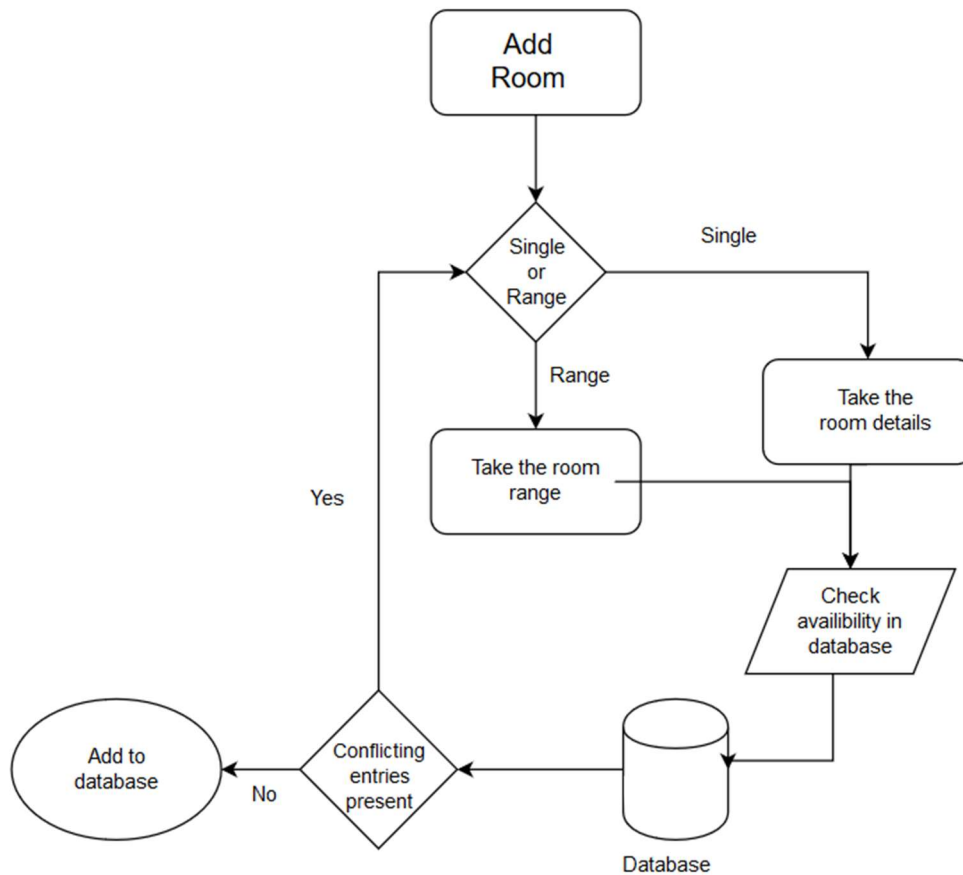 Add
Room
Single
or
Range
Single
Range
Take the
room details
Take the room
range
Yes
Check
availibility in
database
Add to
database
No
Conflicting
entries
present
Database